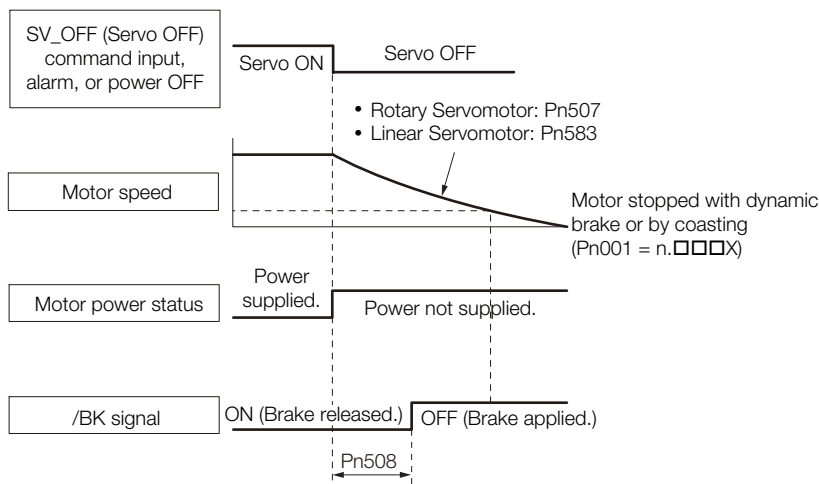 SV_OFF (Servo OFF)
command input,
alarm, or power OFF
Servo ON
Servo OFF
• Rotary Servomotor: Pn507
• Linear Servomotor: Pn583
Motor speed
Motor stopped with dynamic
brake or by coasting
(Pn001 = n.□□□X)
Motor power status
Power
supplied.
Power not supplied.
/BK signal
ON (Brake released.)
OFF (Brake applied.)
Pn508